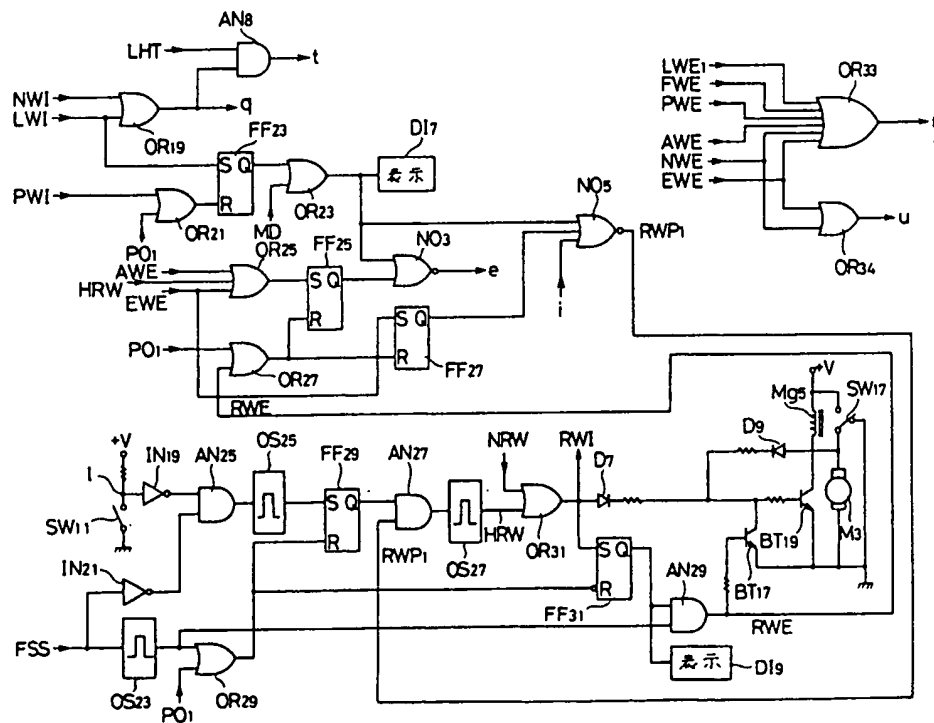 AN8
LHT
t
NWI
LWI
q
OR19
FF23
S Q
R
DI7
表示
PWI
OR21
PO1
MD
OR23
OR25
FF25
NO3
NO5
RWP1
AWE
HRW
EWE
S Q
R
e
i
S Q
R
FF27
PO1
OR27
RWE
LWE1
FWE
PWE
AWE
NWE
EWE
OR33
OR34
u
+V
I
IN19
AN25
OS25
FF29
S Q
R
AN27
NRW
RWI
D7
D9
Mg5
+V
SW17
SW11
IN21
RWP1
OS27
HRW
OR31
S Q
R
FF31
AN29
BT19
BT17
M3
RWE
FSS
OS23
PO1
OR29
表示
DI9